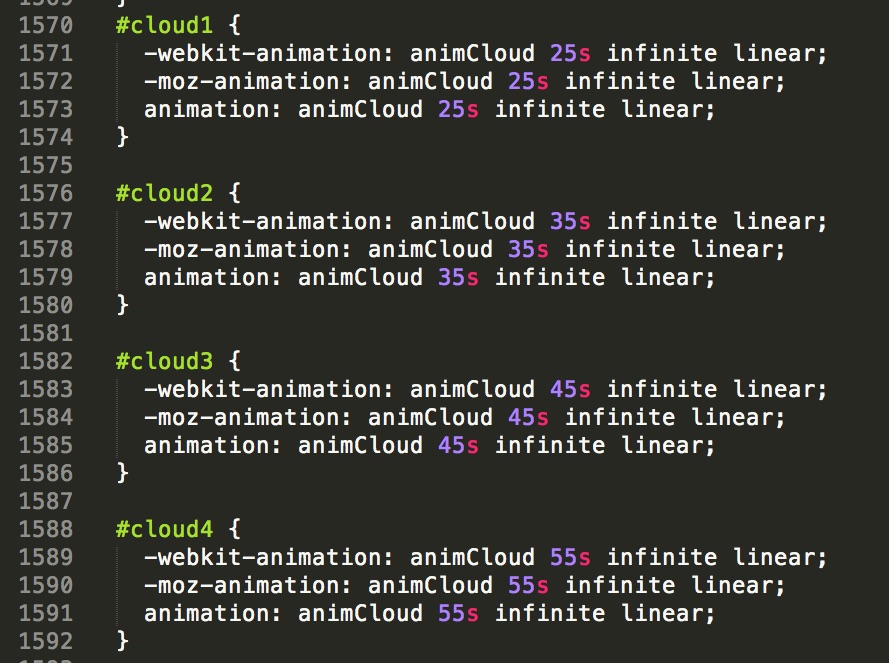 1570 #cloud1 {
1571 -webkit-animation: animCloud 25s infinite linear;
1572 -moz-animation: animCloud 25s infinite linear;
1573 animation: animCloud 25s infinite linear;
1574 }
1575
1576 #cloud2 {
1577 -webkit-animation: animCloud 35s infinite linear;
1578 -moz-animation: animCloud 35s infinite linear;
1579 animation: animCloud 35s infinite linear;
1580 }
1581
1582 #cloud3 {
1583 -webkit-animation: animCloud 45s infinite linear;
1584 -moz-animation: animCloud 45s infinite linear;
1585 animation: animCloud 45s infinite linear;
1586 }
1587
1588 #cloud4 {
1589 -webkit-animation: animCloud 55s infinite linear;
1590 -moz-animation: animCloud 55s infinite linear;
1591 animation: animCloud 55s infinite linear;
1592 }